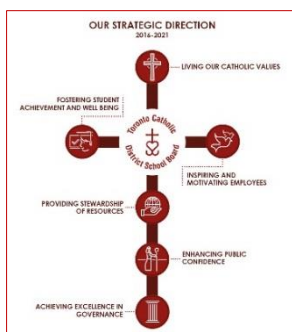 OUR STRATEGIC DIRECTION
2016-2021
LIVING OUR CATHOLIC VALUES
FOSTERING STUDENT
ACHIEVEMENT AND WELL BEING
Toronto Catholic
District School Board
INSPIRING AND
MOTIVATING EMPLOYEES
PROVIDING STEWARDSHIP
OF RESOURCES
ENHANCING PUBLIC
CONFIDENCE
ACHIEVING EXCELLENCE IN
GOVERNANCE